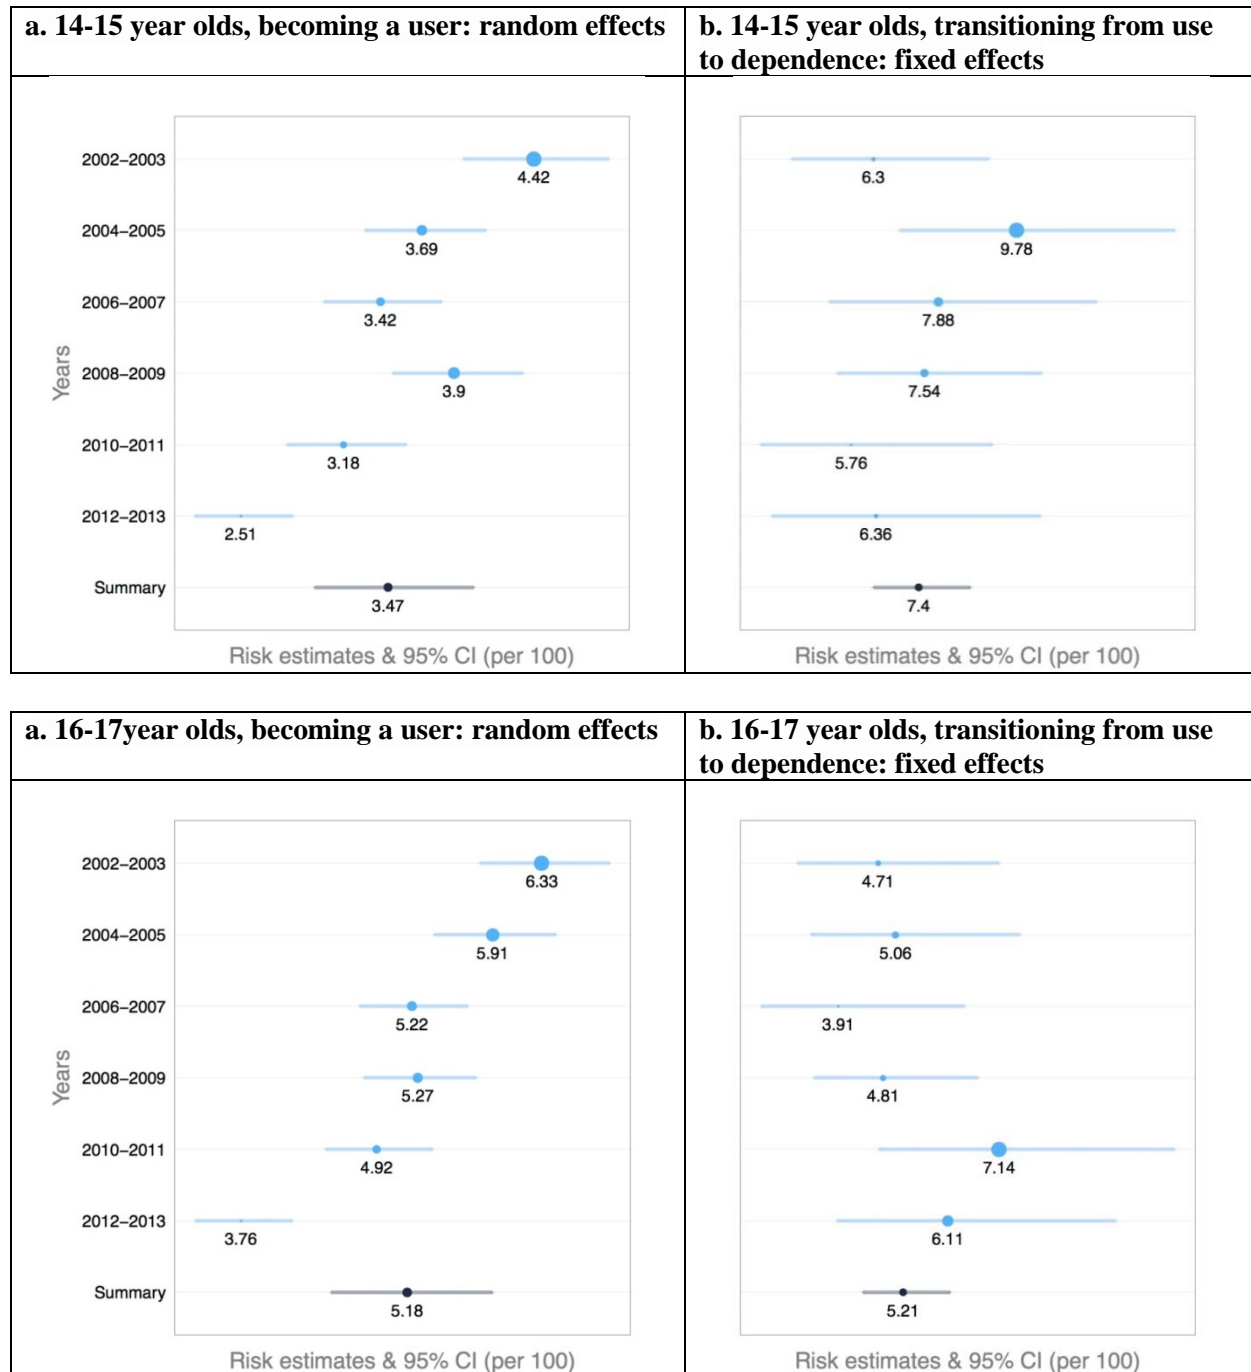 a. 14-15 year olds, becoming a user: random effects
b. 14-15 year olds, transitioning from use
to dependence: fixed effects
Years
2002–2003
4.42
2004–2005
3.69
2006–2007
3.42
2008–2009
3.9
2010–2011
3.18
2012–2013
2.51
Summary
3.47
Risk estimates & 95% CI (per 100)
6.3
9.78
7.88
7.54
5.76
6.36
7.4
Risk estimates & 95% CI (per 100)
a. 16-17year olds, becoming a user: random effects
b. 16-17 year olds, transitioning from use
to dependence: fixed effects
Years
2002–2003
6.33
2004–2005
5.91
2006–2007
5.22
2008–2009
5.27
2010–2011
4.92
2012–2013
3.76
Summary
5.18
Risk estimates & 95% CI (per 100)
4.71
5.06
3.91
4.81
7.14
6.11
5.21
Risk estimates & 95% CI (per 100)